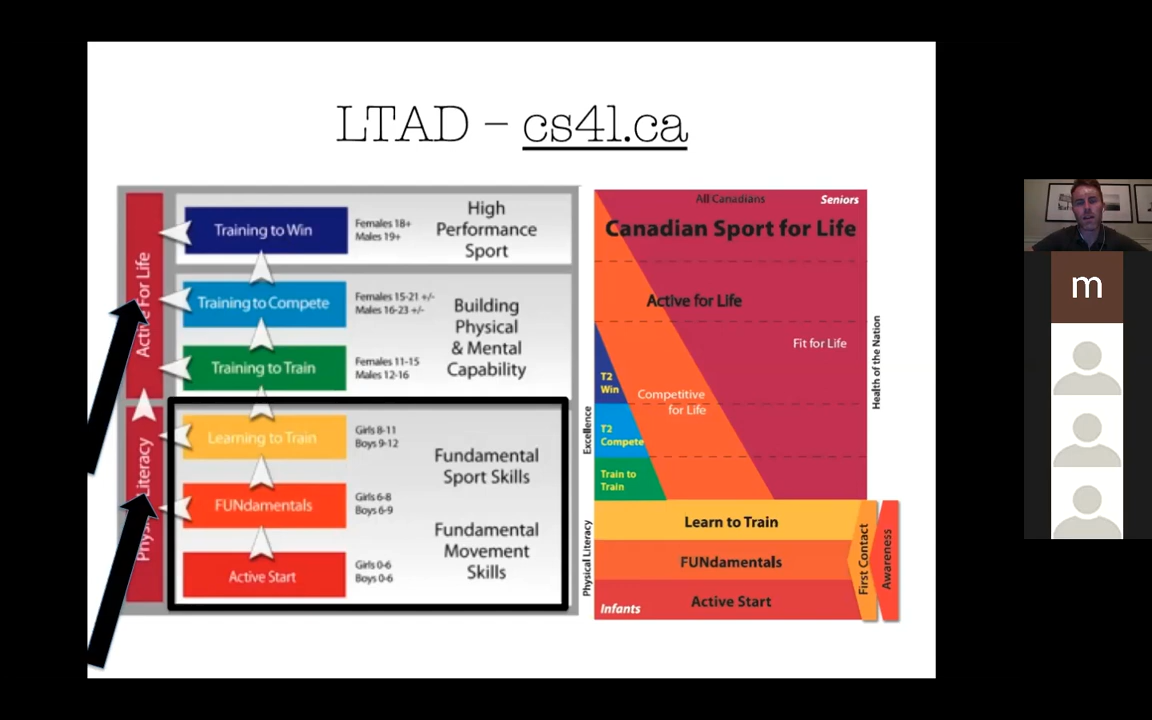 LTAD – cs4l.ca
Active For Life
Literacy
Training to Win
Females 18+
Males 19+
High
Performance
Sport
Training to Compete
Females 15-21 +/-
Males 16-23 +/-
Building
Physical
& Mental
Capability
Training to Train
Females 11-15
Males 12-16
Learning to Train
Girls 8-11
Boys 9-12
Fundamental
Sport Skills
FUNdamentals
Girls 6-8
Boys 6-9
Fundamental
Movement
Skills
Active Start
Girls 0-6
Boys 0-6
All Canadians
Seniors
Canadian Sport for Life
Active for Life
Fit for Life
Health of the Nation
T2
Win
Competitive
for Life
Excellence
T2
Compete
Train to
Train
Physical Literacy
Learn to Train
FUNdamentals
Active Start
Infants
First Contact
Awareness
m